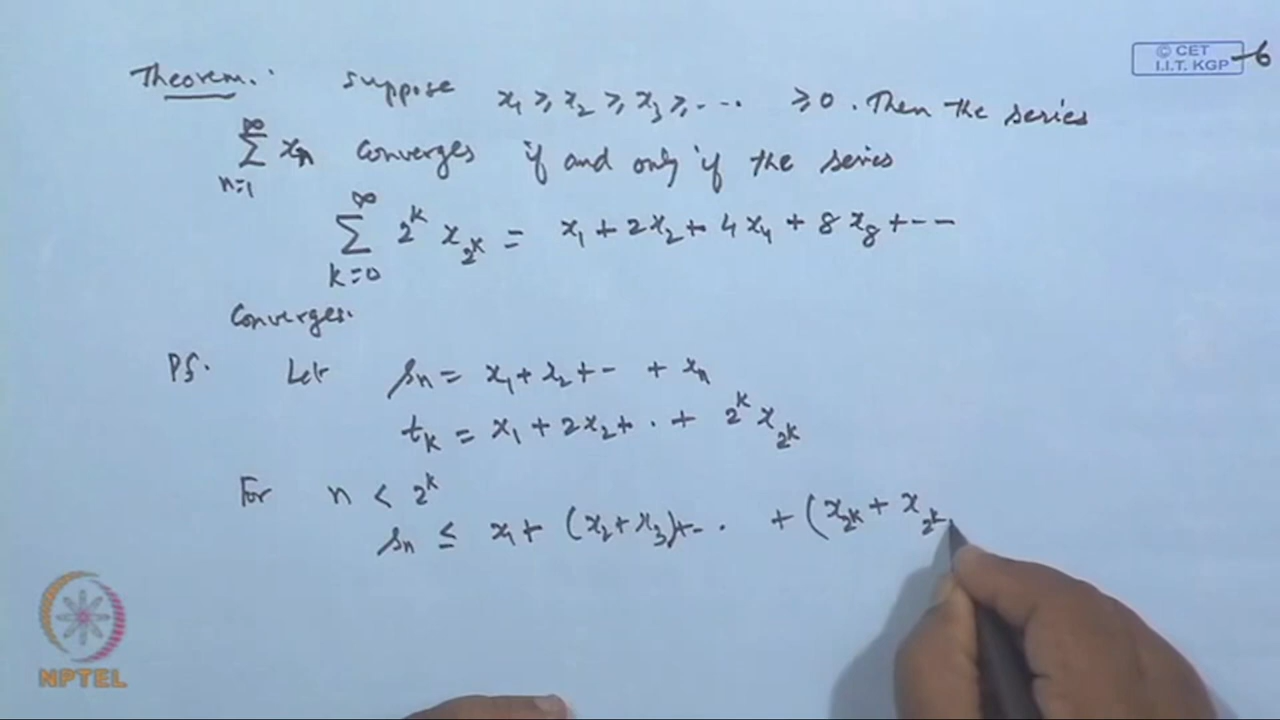 © CET
I.I.T. KGP
-6
Theorem: Suppose x₁ ≥ x₂ ≥ x₃ ≥ ---- ≥ 0. Then the series
∑_{n=1}^{∞} xₙ converges if and only if the series
∑_{k=0}^{∞} 2^k x_{2^k} = x₁ + 2x₂ + 4x₄ + 8x₈ + ---
Converges.
Pf. Let sₙ = x₁ + x₂ + - + xₙ
t_k = x₁ + 2x₂ + . + 2^k x_{2^k}
For n < 2^k
sₙ ≤ x₁ + (x₂ + x₃) + -. . + (x_{2^k} + x_{2^k
NPTEL